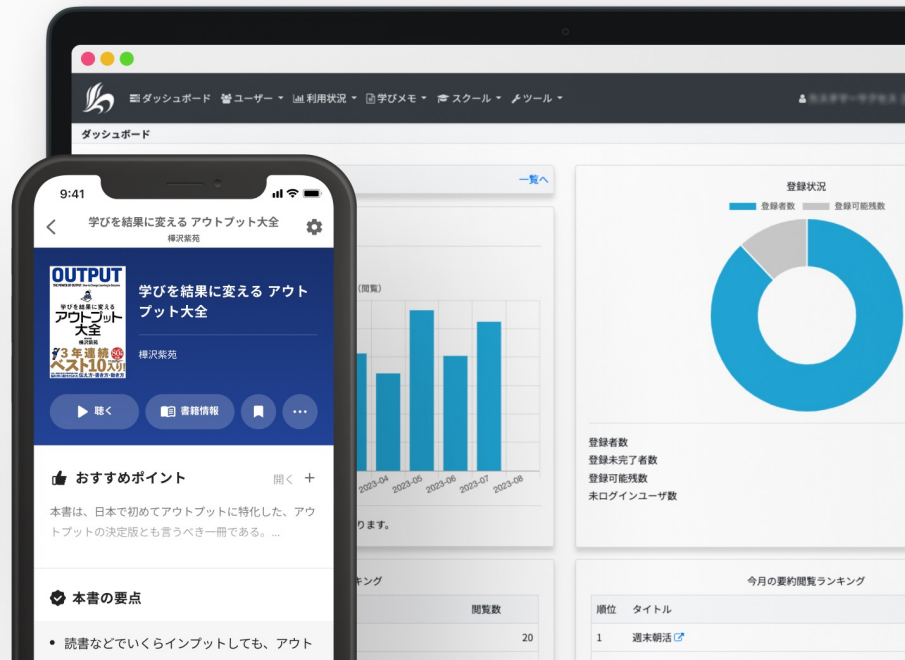 ダッシュボード ユーザー 利用状況 学びメモ スクール ツール
ダッシュボード
一覧へ
(閲覧)
2023-04 2023-05 2023-06 2023-07 2023-08
ります。
キング
閲覧数
20
登録状況
登録者数 登録可能残数
登録者数
登録未完了者数
登録可能残数
未ログインユーザ数
今月の要約閲覧ランキング
順位 タイトル
1 週末朝活
9:41
学びを結果に変える アウトプット大全
樺沢紫苑
OUTPUT
学びを結果に変える
アウトプット
大全
樺沢紫苑
3年連続
ベスト10入り!
伝え方・書き方・動き方
学びを結果に変える アウト
プット大全
樺沢紫苑
聴く 書籍情報
おすすめポイント 開く +
本書は、日本で初めてアウトプットに特化した、アウ
トプットの決定版とも言うべき一冊である。...
本書の要点
• 読書などでいくらインプットしても、アウト